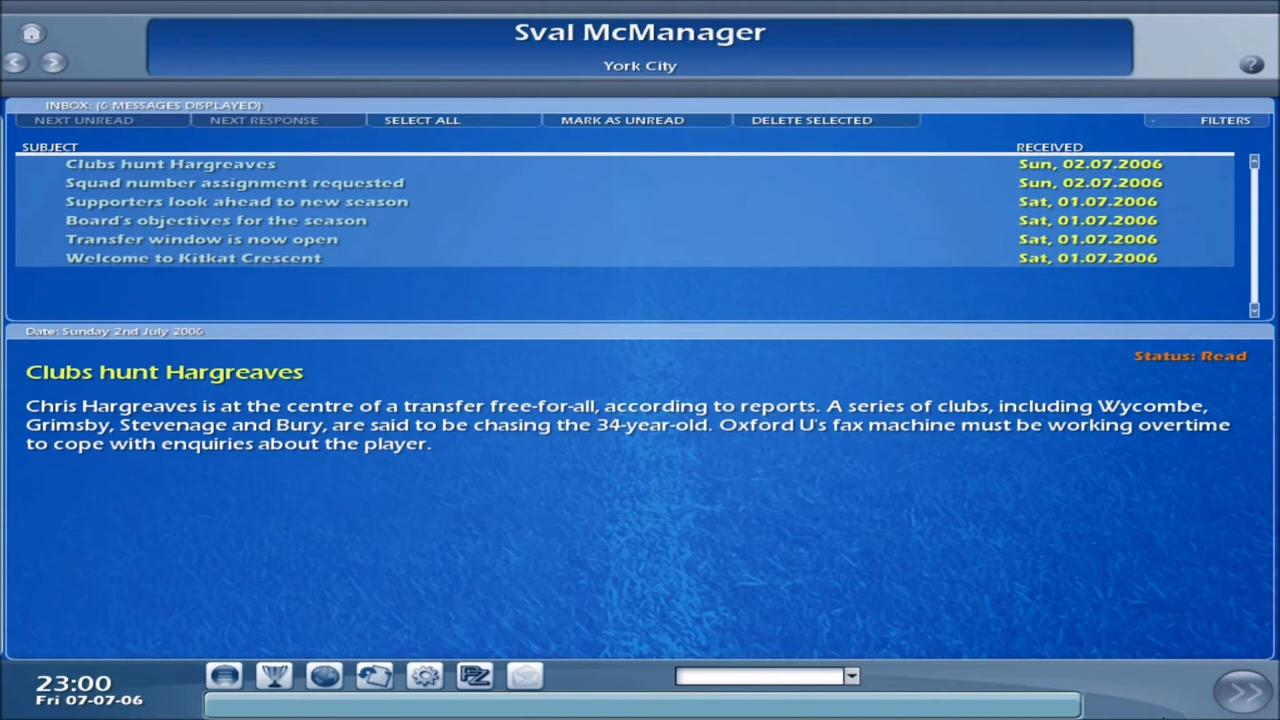 Sval McManager
York City
?
INBOX: (6 MESSAGES DISPLAYED)
NEXT UNREAD NEXT RESPONSE SELECT ALL MARK AS UNREAD DELETE SELECTED FILTERS
SUBJECT RECEIVED
Clubs hunt Hargreaves Sun, 02.07.2006
Squad number assignment requested Sun, 02.07.2006
Supporters look ahead to new season Sat, 01.07.2006
Board's objectives for the season Sat, 01.07.2006
Transfer window is now open Sat, 01.07.2006
Welcome to Kitkat Crescent Sat, 01.07.2006
Date: Sunday 2nd July 2006
Status: Read
Clubs hunt Hargreaves
Chris Hargreaves is at the centre of a transfer free-for-all, according to reports. A series of clubs, including Wycombe,
Grimsby, Stevenage and Bury, are said to be chasing the 34-year-old. Oxford U's fax machine must be working overtime
to cope with enquiries about the player.
23:00
Fri 07-07-06